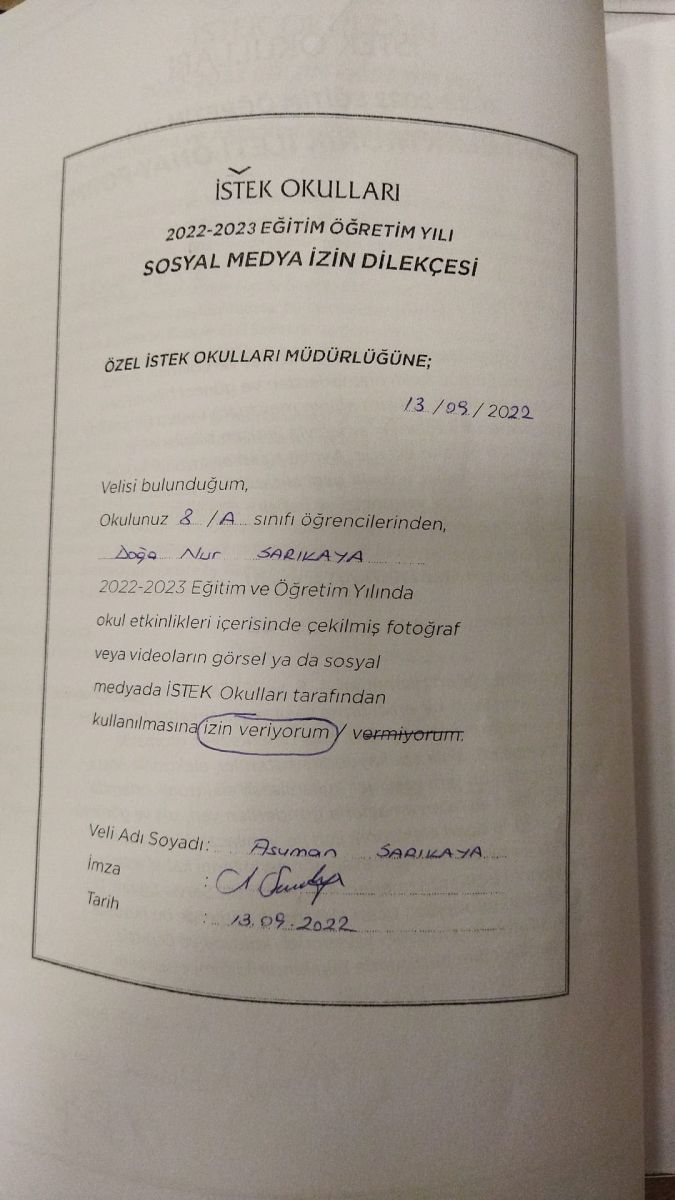 İSTEK OKULLARI
2022-2023 EĞİTİM ÖĞRETİM YILI
SOSYAL MEDYA İZİN DİLEKÇESİ
ÖZEL İSTEK OKULLARI MÜDÜRLÜĞÜNE;
13/09/2022
Velisi bulunduğum,
Okulunuz 8 / A sınıfı öğrencilerinden,
Doğa Nur SARIKAYA
2022-2023 Eğitim ve Öğretim Yılında
okul etkinlikleri içerisinde çekilmiş fotoğraf
veya videoların görsel ya da sosyal
medyada İSTEK Okulları tarafından
kullanılmasına izin veriyorum / vermiyorum.
Veli Adı Soyadı: Asuman SARIKAYA
İmza :
Tarih : 13.09.2022